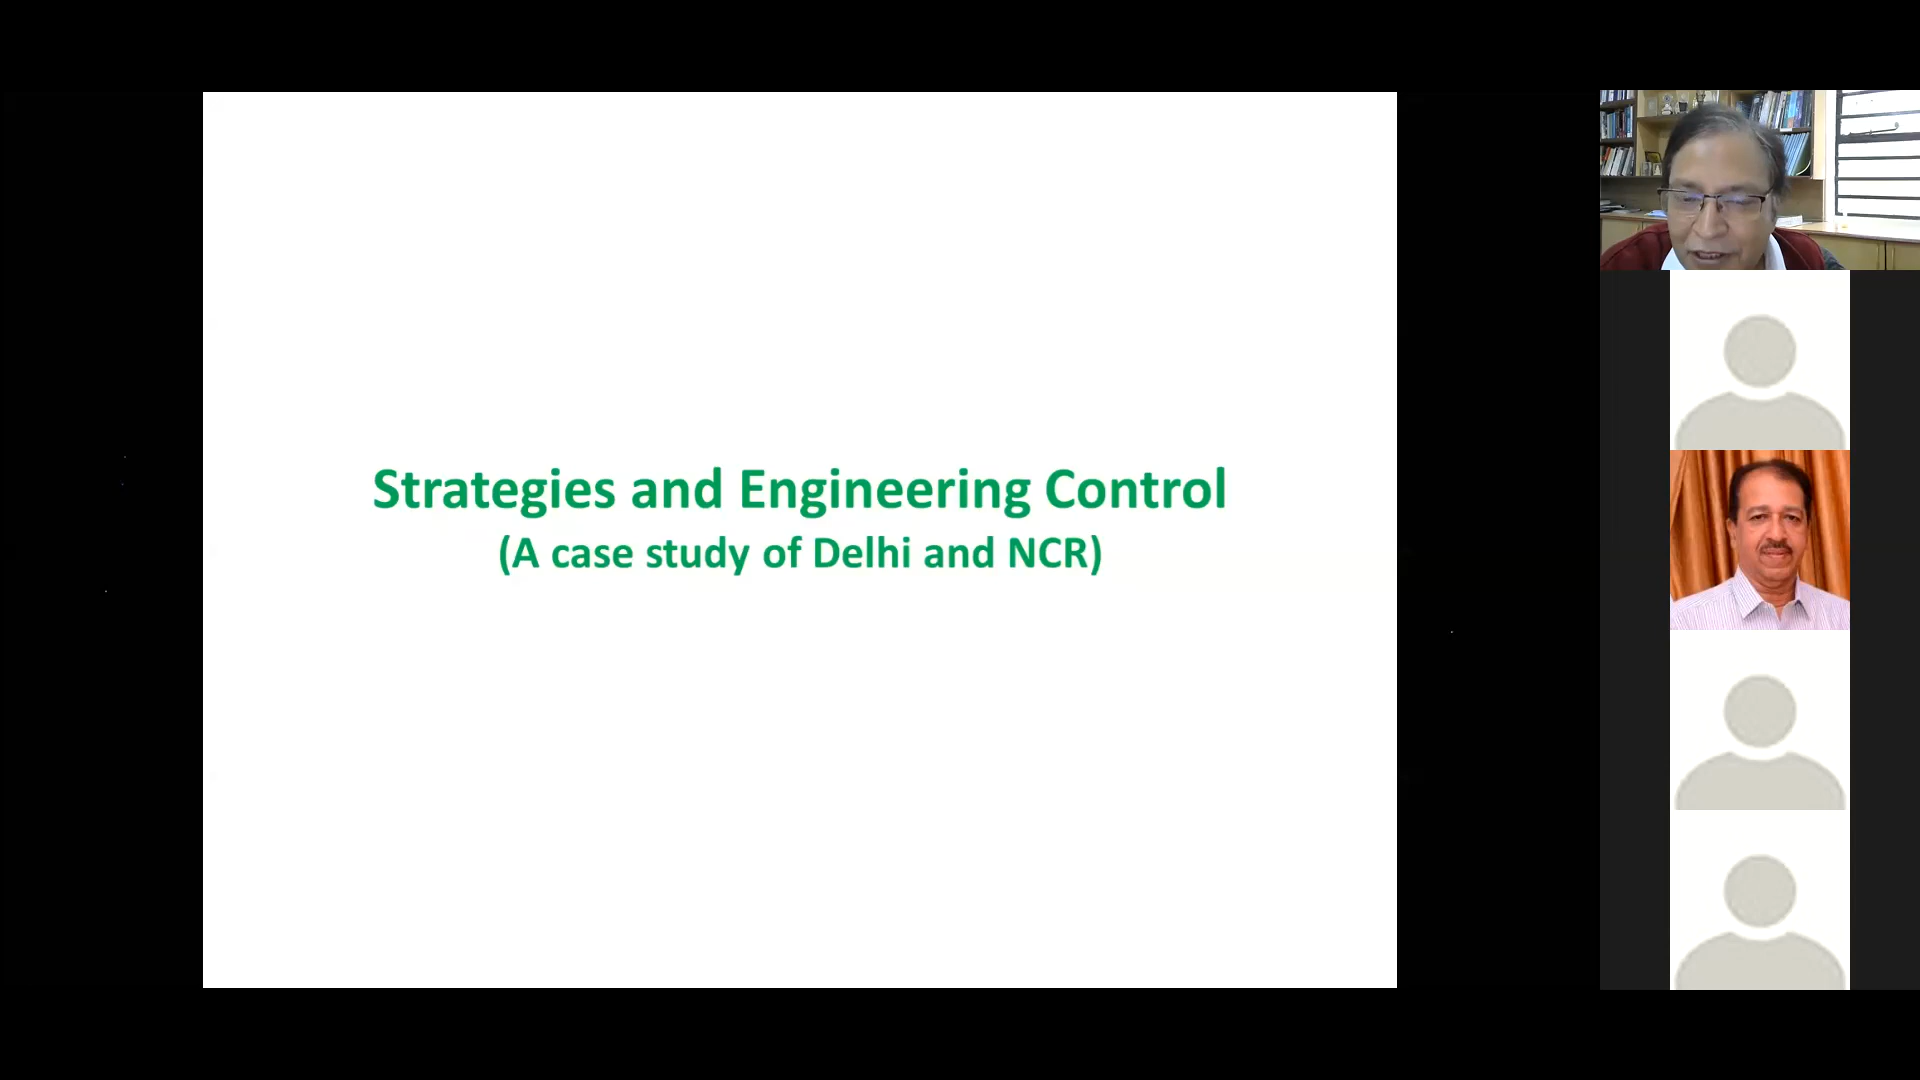 Strategies and Engineering Control
(A case study of Delhi and NCR)